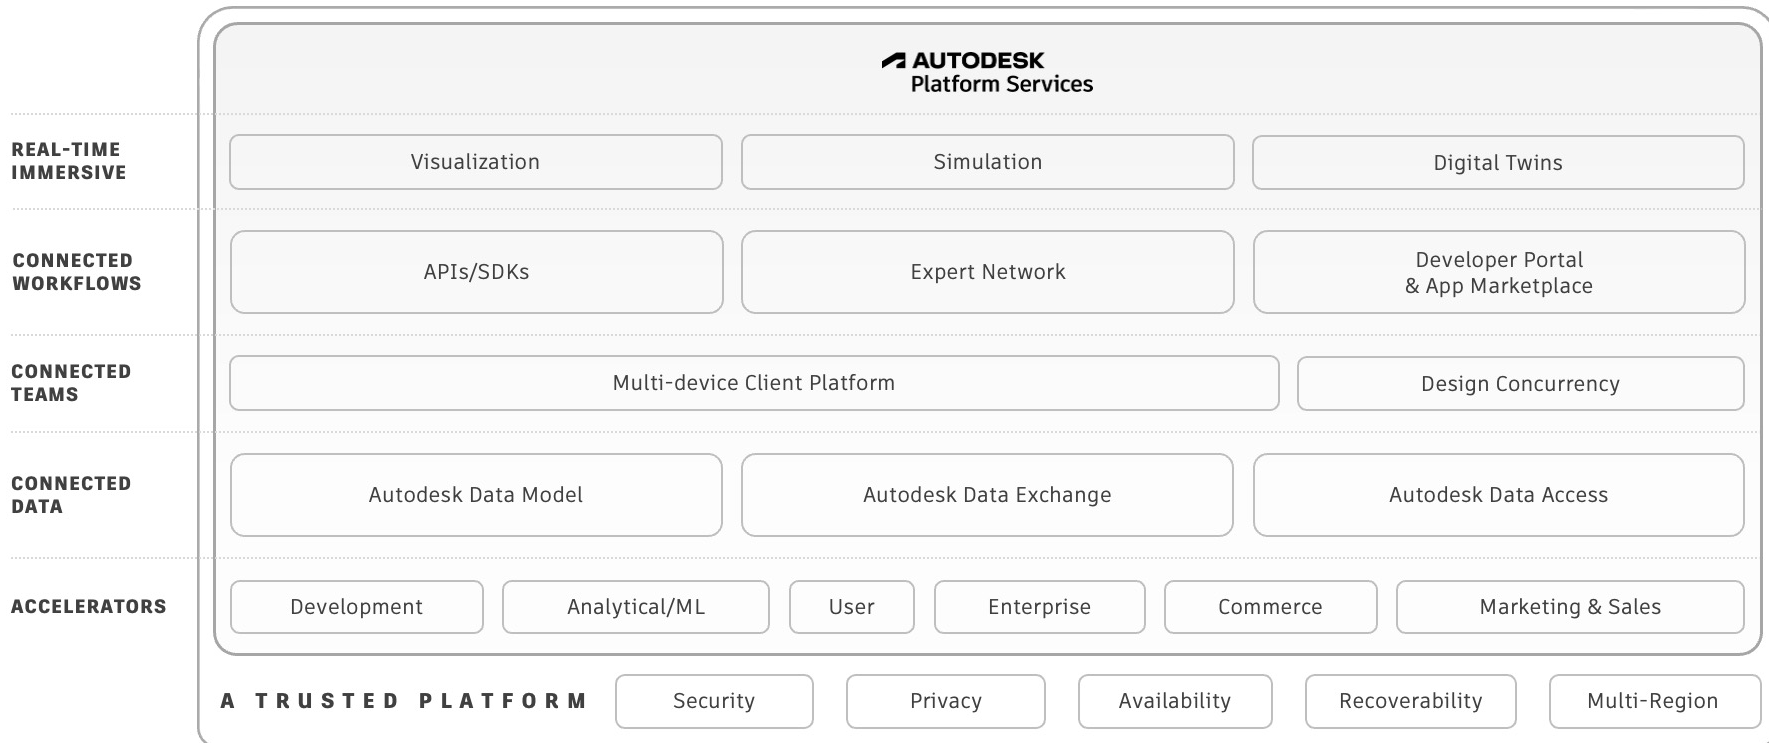 AUTODESK
Platform Services
REAL-TIME
IMMERSIVE
Visualization
Simulation
Digital Twins
CONNECTED
WORKFLOWS
APIs/SDKs
Expert Network
Developer Portal
& App Marketplace
CONNECTED
TEAMS
Multi-device Client Platform
Design Concurrency
CONNECTED
DATA
Autodesk Data Model
Autodesk Data Exchange
Autodesk Data Access
ACCELERATORS
Development
Analytical/ML
User
Enterprise
Commerce
Marketing & Sales
A TRUSTED PLATFORM
Security
Privacy
Availability
Recoverability
Multi-Region